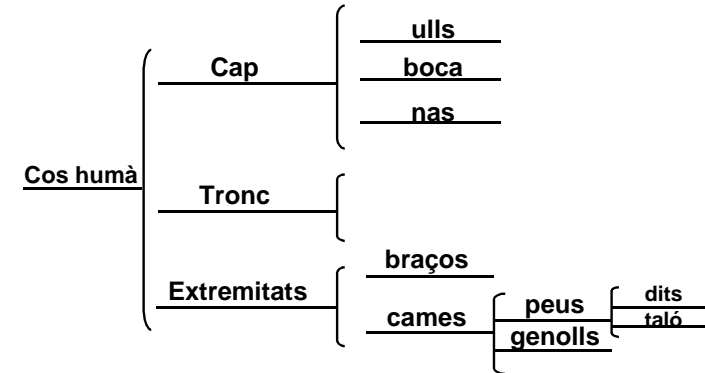 Cos humà
Cap
ulls
boca
nas
Tronc
Extremitats
braços
cames
peus
dits
taló
genolls